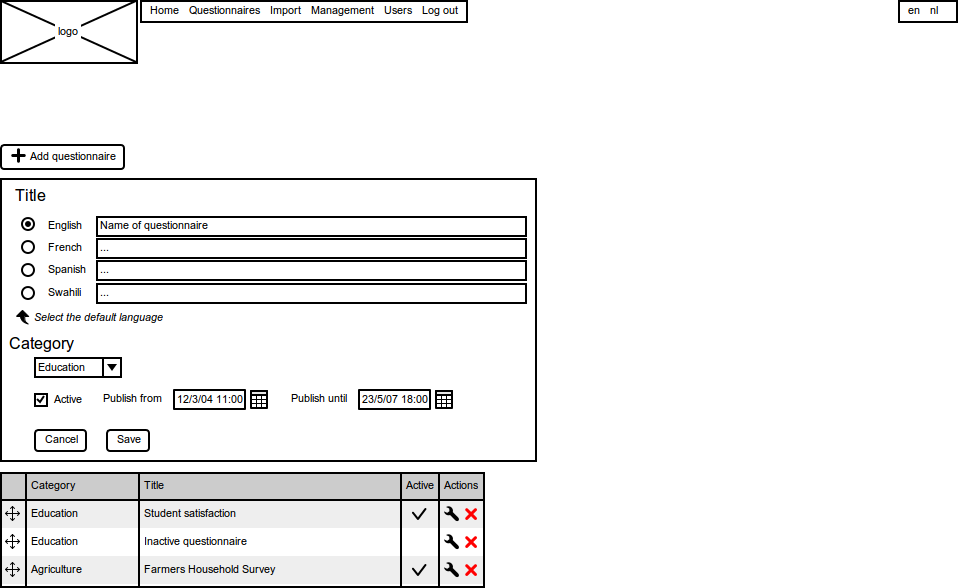 logo
Home Questionnaires Import Management Users Log out
en nl
Add questionnaire
Title
English Name of questionnaire
French ...
Spanish ...
Swahili ...
Select the default language
Category
Education
Active Publish from 12/3/04 11:00 Publish until 23/5/07 18:00
Cancel Save
Category Title Active Actions
Education Student satisfaction
Education Inactive questionnaire
Agriculture Farmers Household Survey